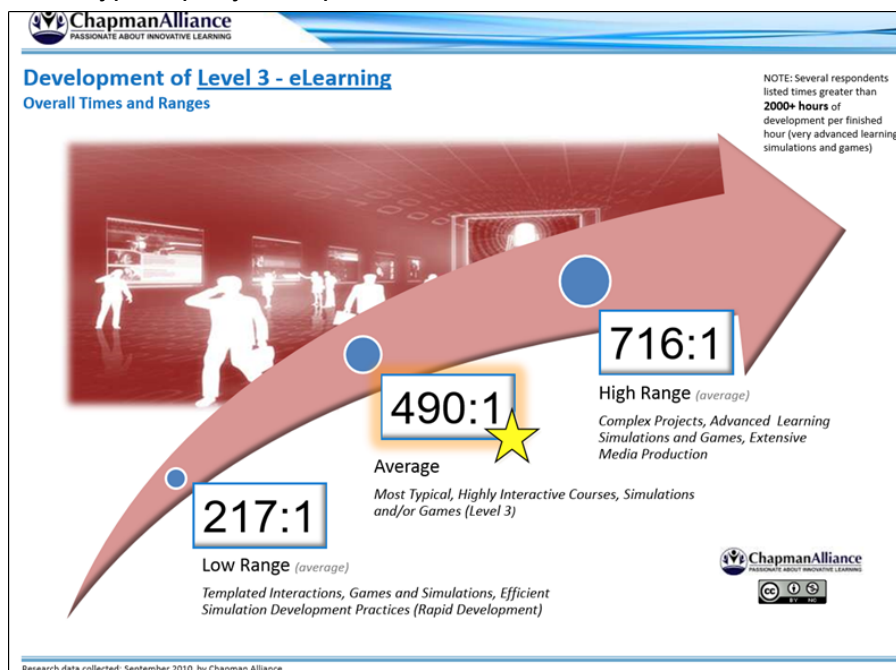 ChapmanAlliance
PASSIONATE ABOUT INNOVATIVE LEARNING
Development of Level 3 - eLearning
Overall Times and Ranges
NOTE: Several respondents
listed times greater than
2000+ hours of
development per finished
hour (very advanced learning
simulations and games)
716:1
High Range (average)
Complex Projects, Advanced Learning
Simulations and Games, Extensive
Media Production
490:1
Average
Most Typical, Highly Interactive Courses, Simulations
and/or Games (Level 3)
217:1
Low Range (average)
Templated Interactions, Games and Simulations, Efficient
Simulation Development Practices (Rapid Development)
ChapmanAlliance
PASSIONATE ABOUT INNOVATIVE LEARNING
cc
BY NC
Research data collected: September 2010, by Chapman Alliance